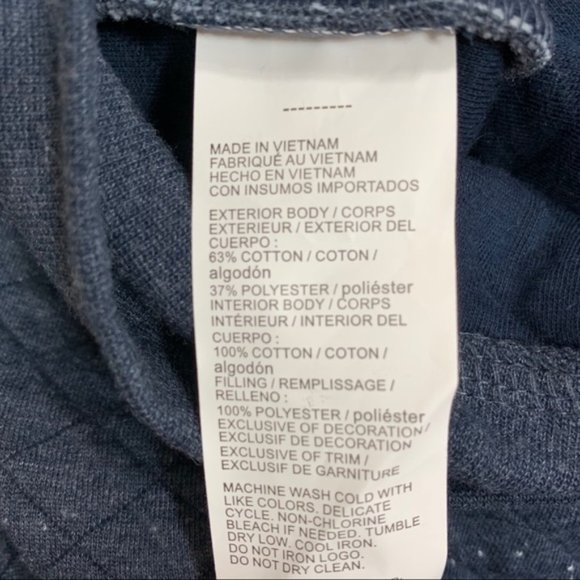 ---------
MADE IN VIETNAM
FABRIQUÉ AU VIETNAM
HECHO EN VIETNAM
CON INSUMOS IMPORTADOS
EXTERIOR BODY / CORPS
EXTERIEUR / EXTERIOR DEL
CUERPO :
63% COTTON / COTON /
algodón
37% POLYESTER / poliéster
INTERIOR BODY / CORPS
INTÉRIEUR / INTERIOR DEL
CUERPO :
100% COTTON / COTON /
algodón
FILLING / REMPLISSAGE /
RELLENO :
100% POLYESTER / poliéster
EXCLUSIVE OF DECORATION /
EXCLUSIF DE DECORATION
EXCLUSIVE OF TRIM /
EXCLUSIF DE GARNITURE
MACHINE WASH COLD WITH
LIKE COLORS. DELICATE
CYCLE. NON-CHLORINE
BLEACH IF NEEDED. TUMBLE
DRY LOW. COOL IRON.
DO NOT IRON LOGO.
DO NOT DRY CLEAN.